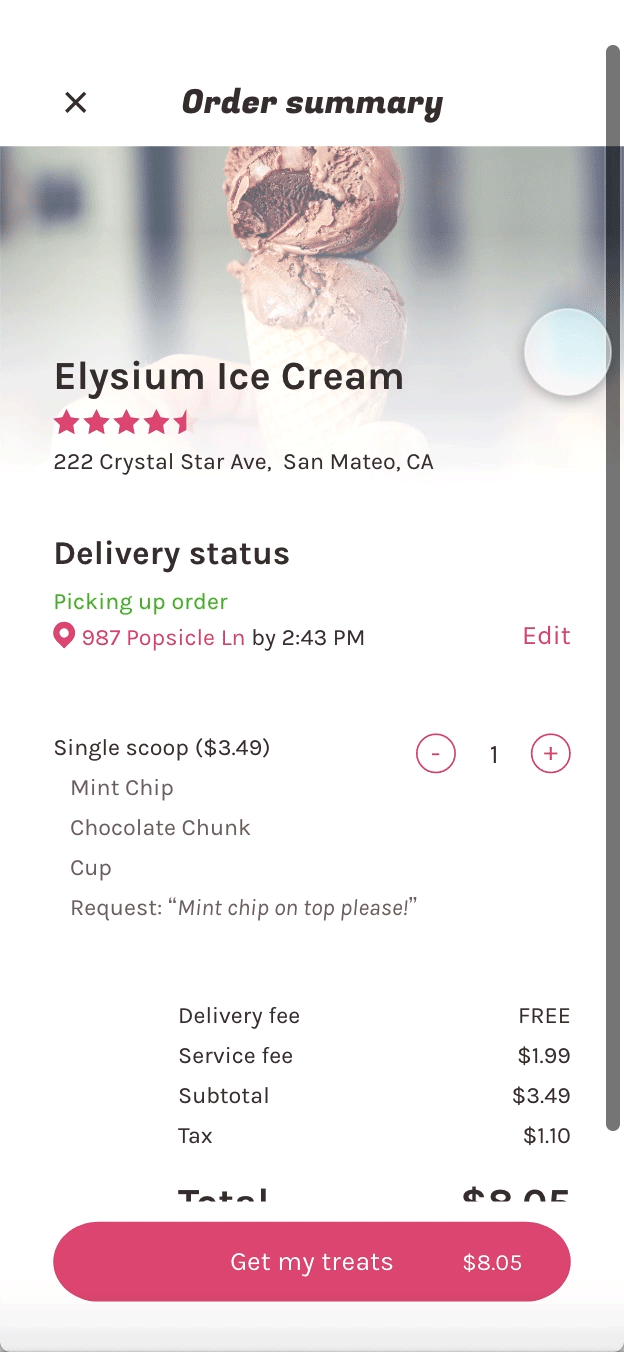 Order summary
Elysium Ice Cream
222 Crystal Star Ave,  San Mateo, CA
Delivery status
Picking up order
987 Popsicle Ln by 2:43 PM
Edit
Single scoop ($3.49)
- 1 +
Mint Chip
Chocolate Chunk
Cup
Request: “Mint chip on top please!”
Delivery fee FREE
Service fee $1.99
Subtotal $3.49
Tax $1.10
Total $8.05
Get my treats $8.05